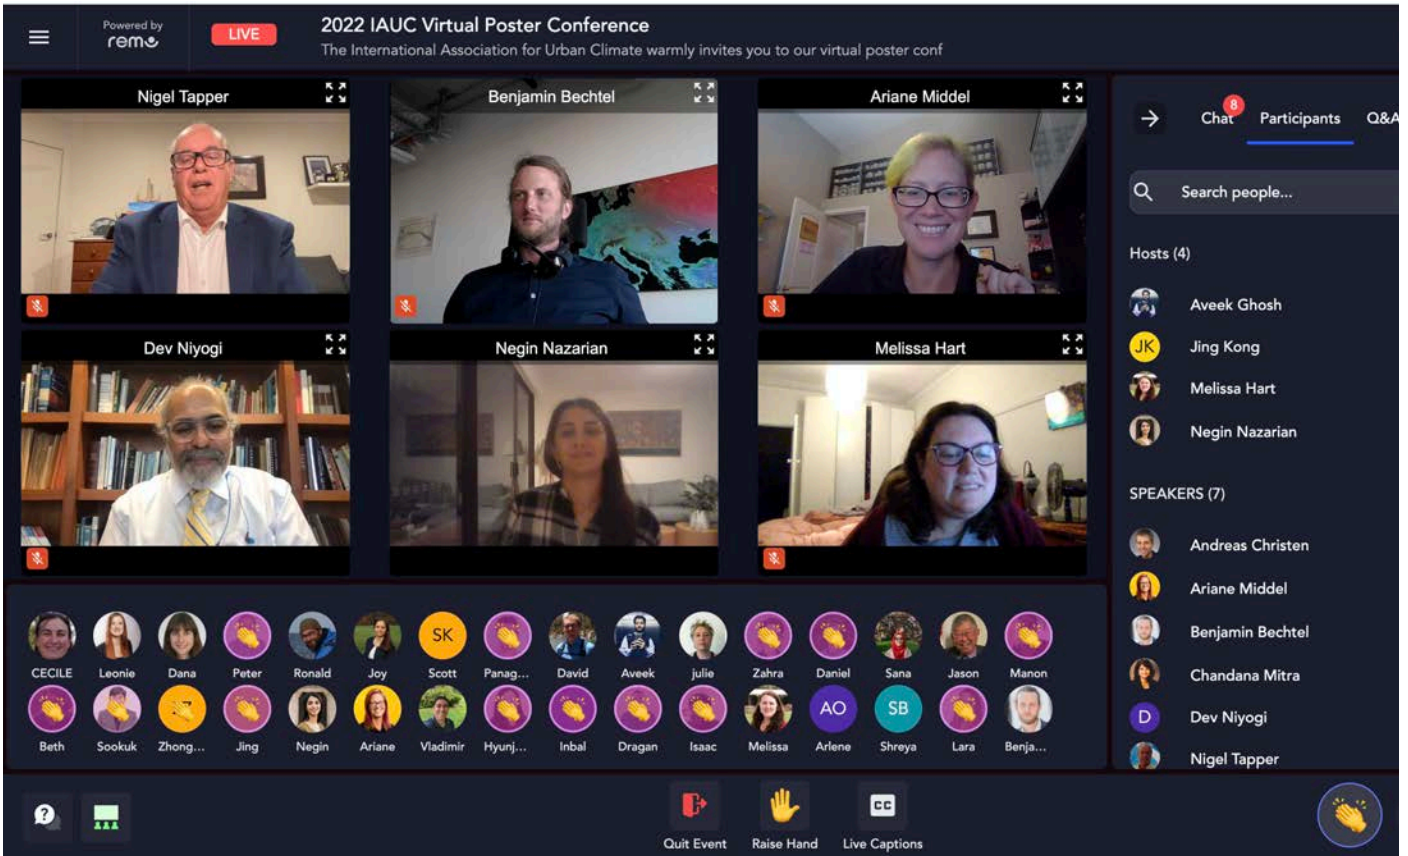 Powered by
remo
LIVE
2022 IAUC Virtual Poster Conference
The International Association for Urban Climate warmly invites you to our virtual poster conf
Nigel Tapper
Benjamin Bechtel
Ariane Middel
Dev Niyogi
Negin Nazarian
Melissa Hart
CECILE Leonie Dana Peter Ronald Joy SK Scott Panag... David Aveek julie Zahra Daniel Sana Jason Manon
Beth Sookuk Zhong... Jing Negin Ariane Vladimir Hyunj... Inbal Dragan Isaac Melissa AO Arlene SB Shreya Lara Benja...
Quit Event
Raise Hand
CC
Live Captions
Chat 8 Participants Q&A
Search people...
Hosts (4)
Aveek Ghosh
JK Jing Kong
Melissa Hart
Negin Nazarian
SPEAKERS (7)
Andreas Christen
Ariane Middel
Benjamin Bechtel
Chandana Mitra
D Dev Niyogi
Nigel Tapper